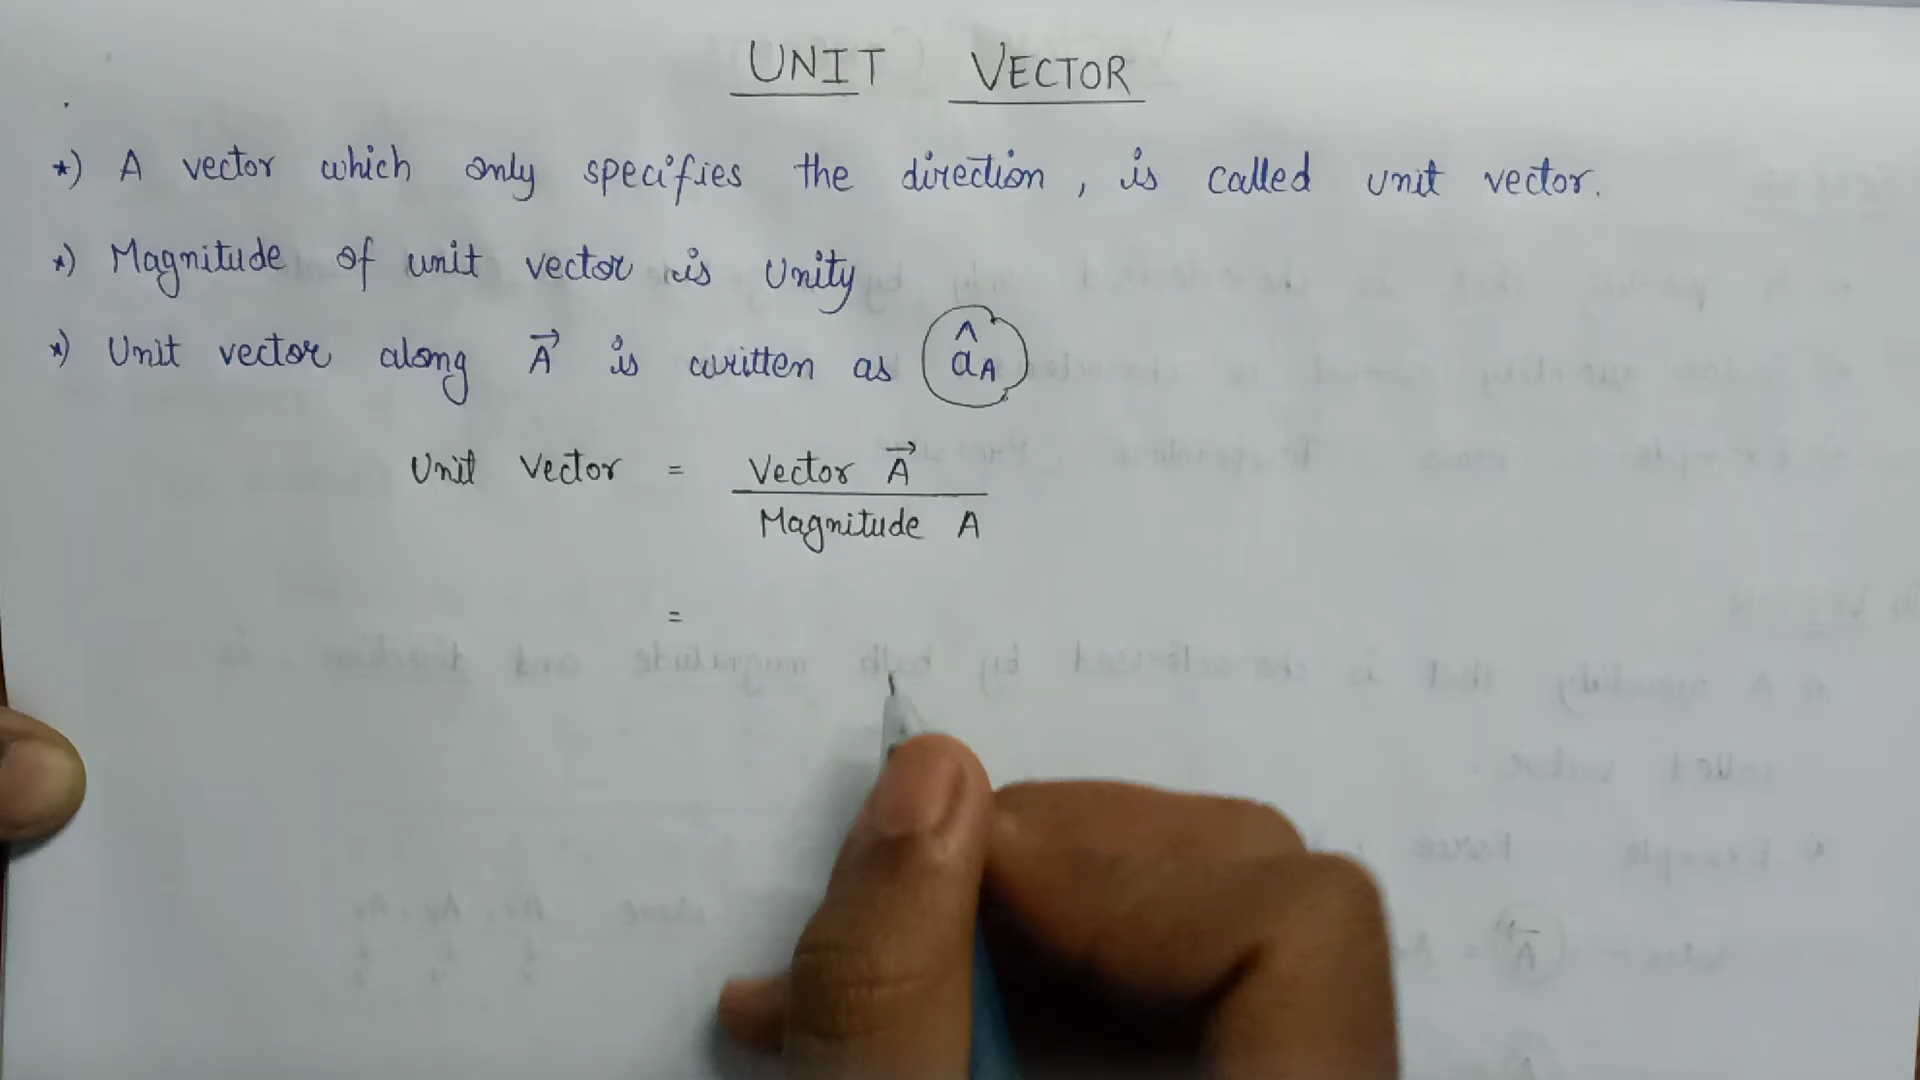 UNIT VECTOR
*) A vector which only specifies the direction, is called unit vector.
*) Magnitude of unit vector is Unity
*) Unit vector along A⃗ is written as âA
Unit Vector = Vector A⃗
Magnitude A
=